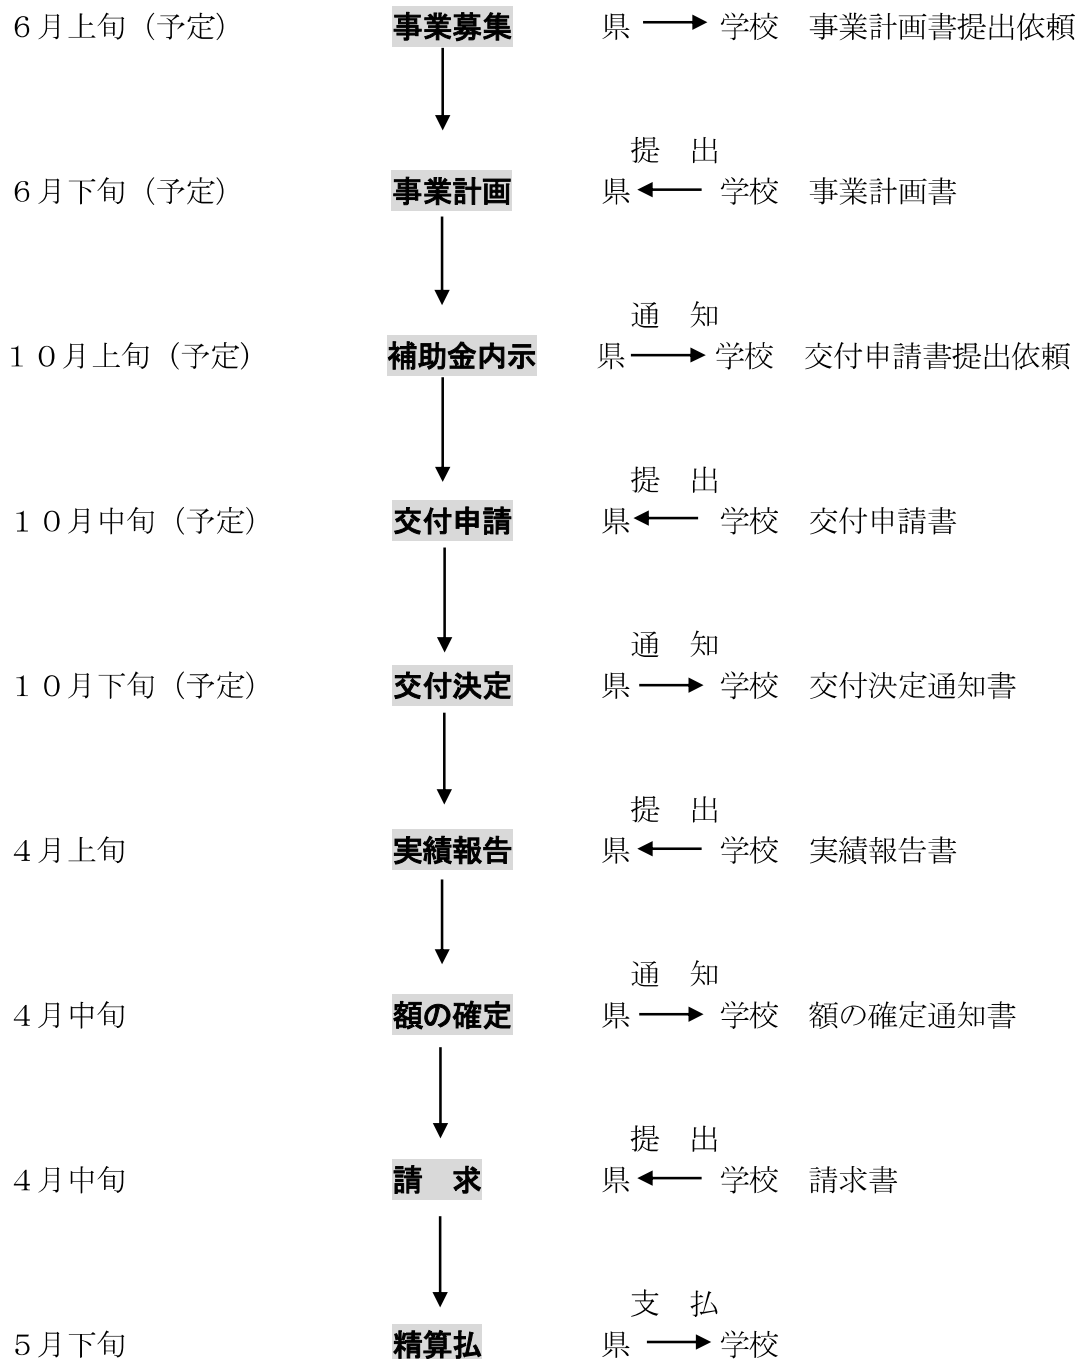 ６月上旬（予定） 事業募集 県 学校 事業計画書提出依頼
提　出
６月下旬（予定） 事業計画 県 学校 事業計画書
通　知
１０月上旬（予定） 補助金内示 県 学校 交付申請書提出依頼
提　出
１０月中旬（予定） 交付申請 県 学校 交付申請書
通　知
１０月下旬（予定） 交付決定 県 学校 交付決定通知書
提　出
４月上旬 実績報告 県 学校 実績報告書
通　知
４月中旬 額の確定 県 学校 額の確定通知書
提　出
４月中旬 請　求 県 学校 請求書
支　払
５月下旬 精算払 県 学校